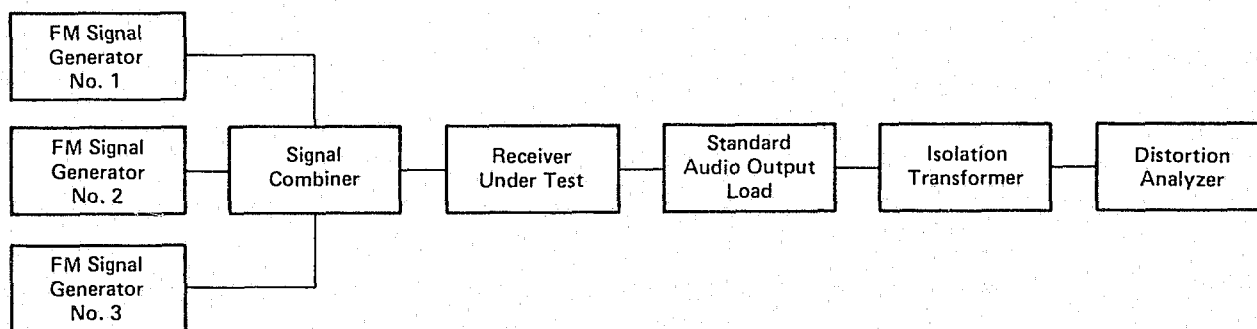 FM Signal
Generator
No. 1
FM Signal
Generator
No. 2
FM Signal
Generator
No. 3
Signal
Combiner
Receiver
Under Test
Standard
Audio Output
Load
Isolation
Transformer
Distortion
Analyzer